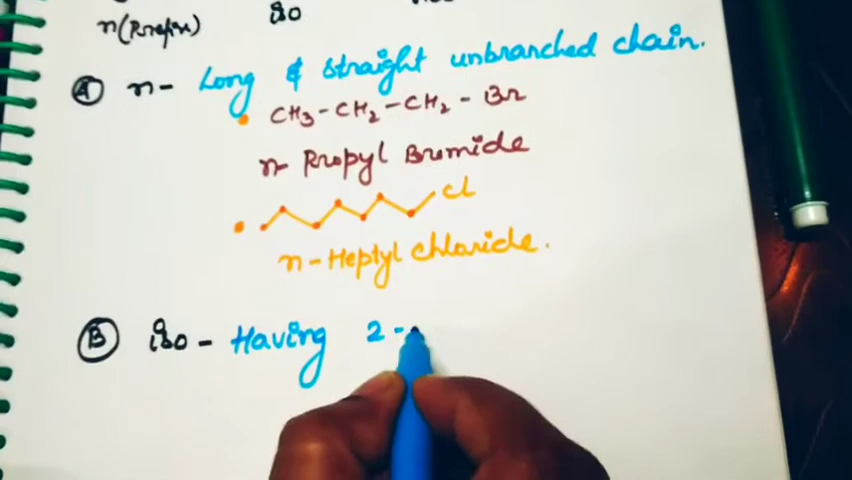 n(Prefix) iso
(A) n- Long & straight unbranched chain.
CH3-CH2-CH2-Br
n- Propyl Bromide
Cl
n-Heptyl chloride.
(B) iso- Having 2-